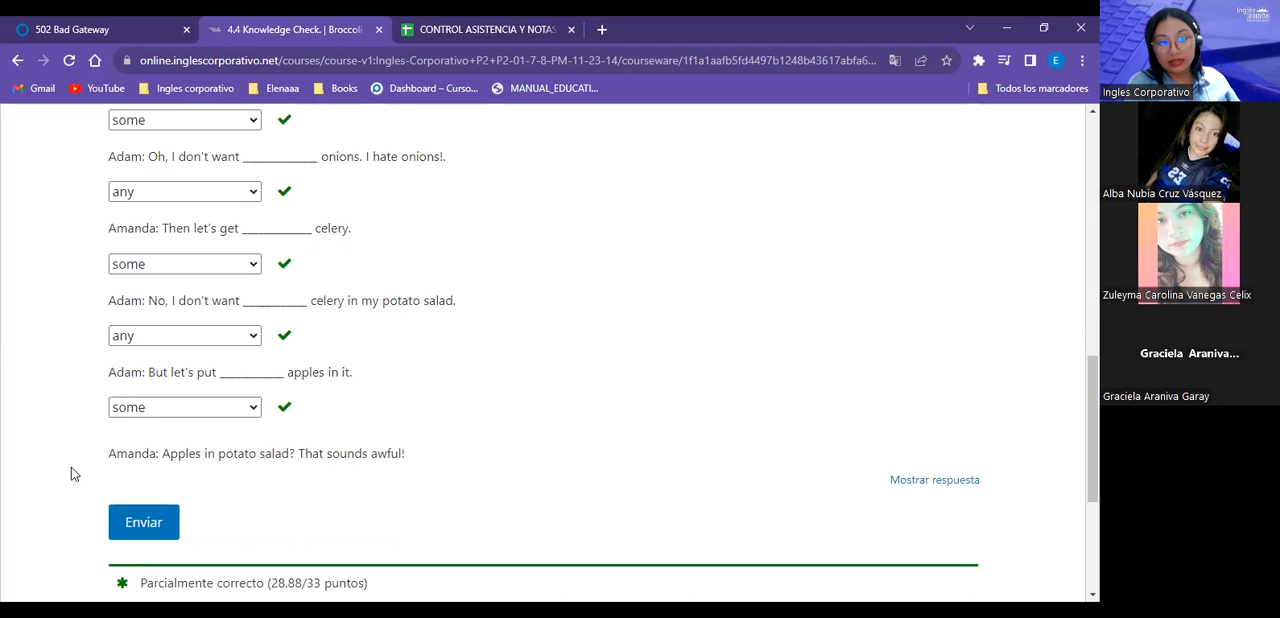 502 Bad Gateway
4.4 Knowledge Check. | Broccoli
CONTROL ASISTENCIA Y NOTAS
online.inglescorporativo.net/courses/course-v1:Ingles-Corporativo+P2+P2-01-7-8-PM-11-23-14/courseware/1f1a1aafb5fd4497b1248b43617abfa6...
E
Gmail YouTube Ingles corporativo Elenaaa Books Dashboard – Curso... MANUAL_EDUCATI... Todos los marcadores
some
Adam: Oh, I don't want _____________ onions. I hate onions!.
any
Amanda: Then let's get ____________ celery.
some
Adam: No, I don't want ___________ celery in my potato salad.
any
Adam: But let's put ___________ apples in it.
some
Amanda: Apples in potato salad? That sounds awful!
Mostrar respuesta
Enviar
Parcialmente correcto (28.88/33 puntos)
Ingles Corporativo
Alba Nubia Cruz Vásquez
Zuleyma Carolina Vanegas Celix
Graciela Araniva...
Graciela Araniva Garay